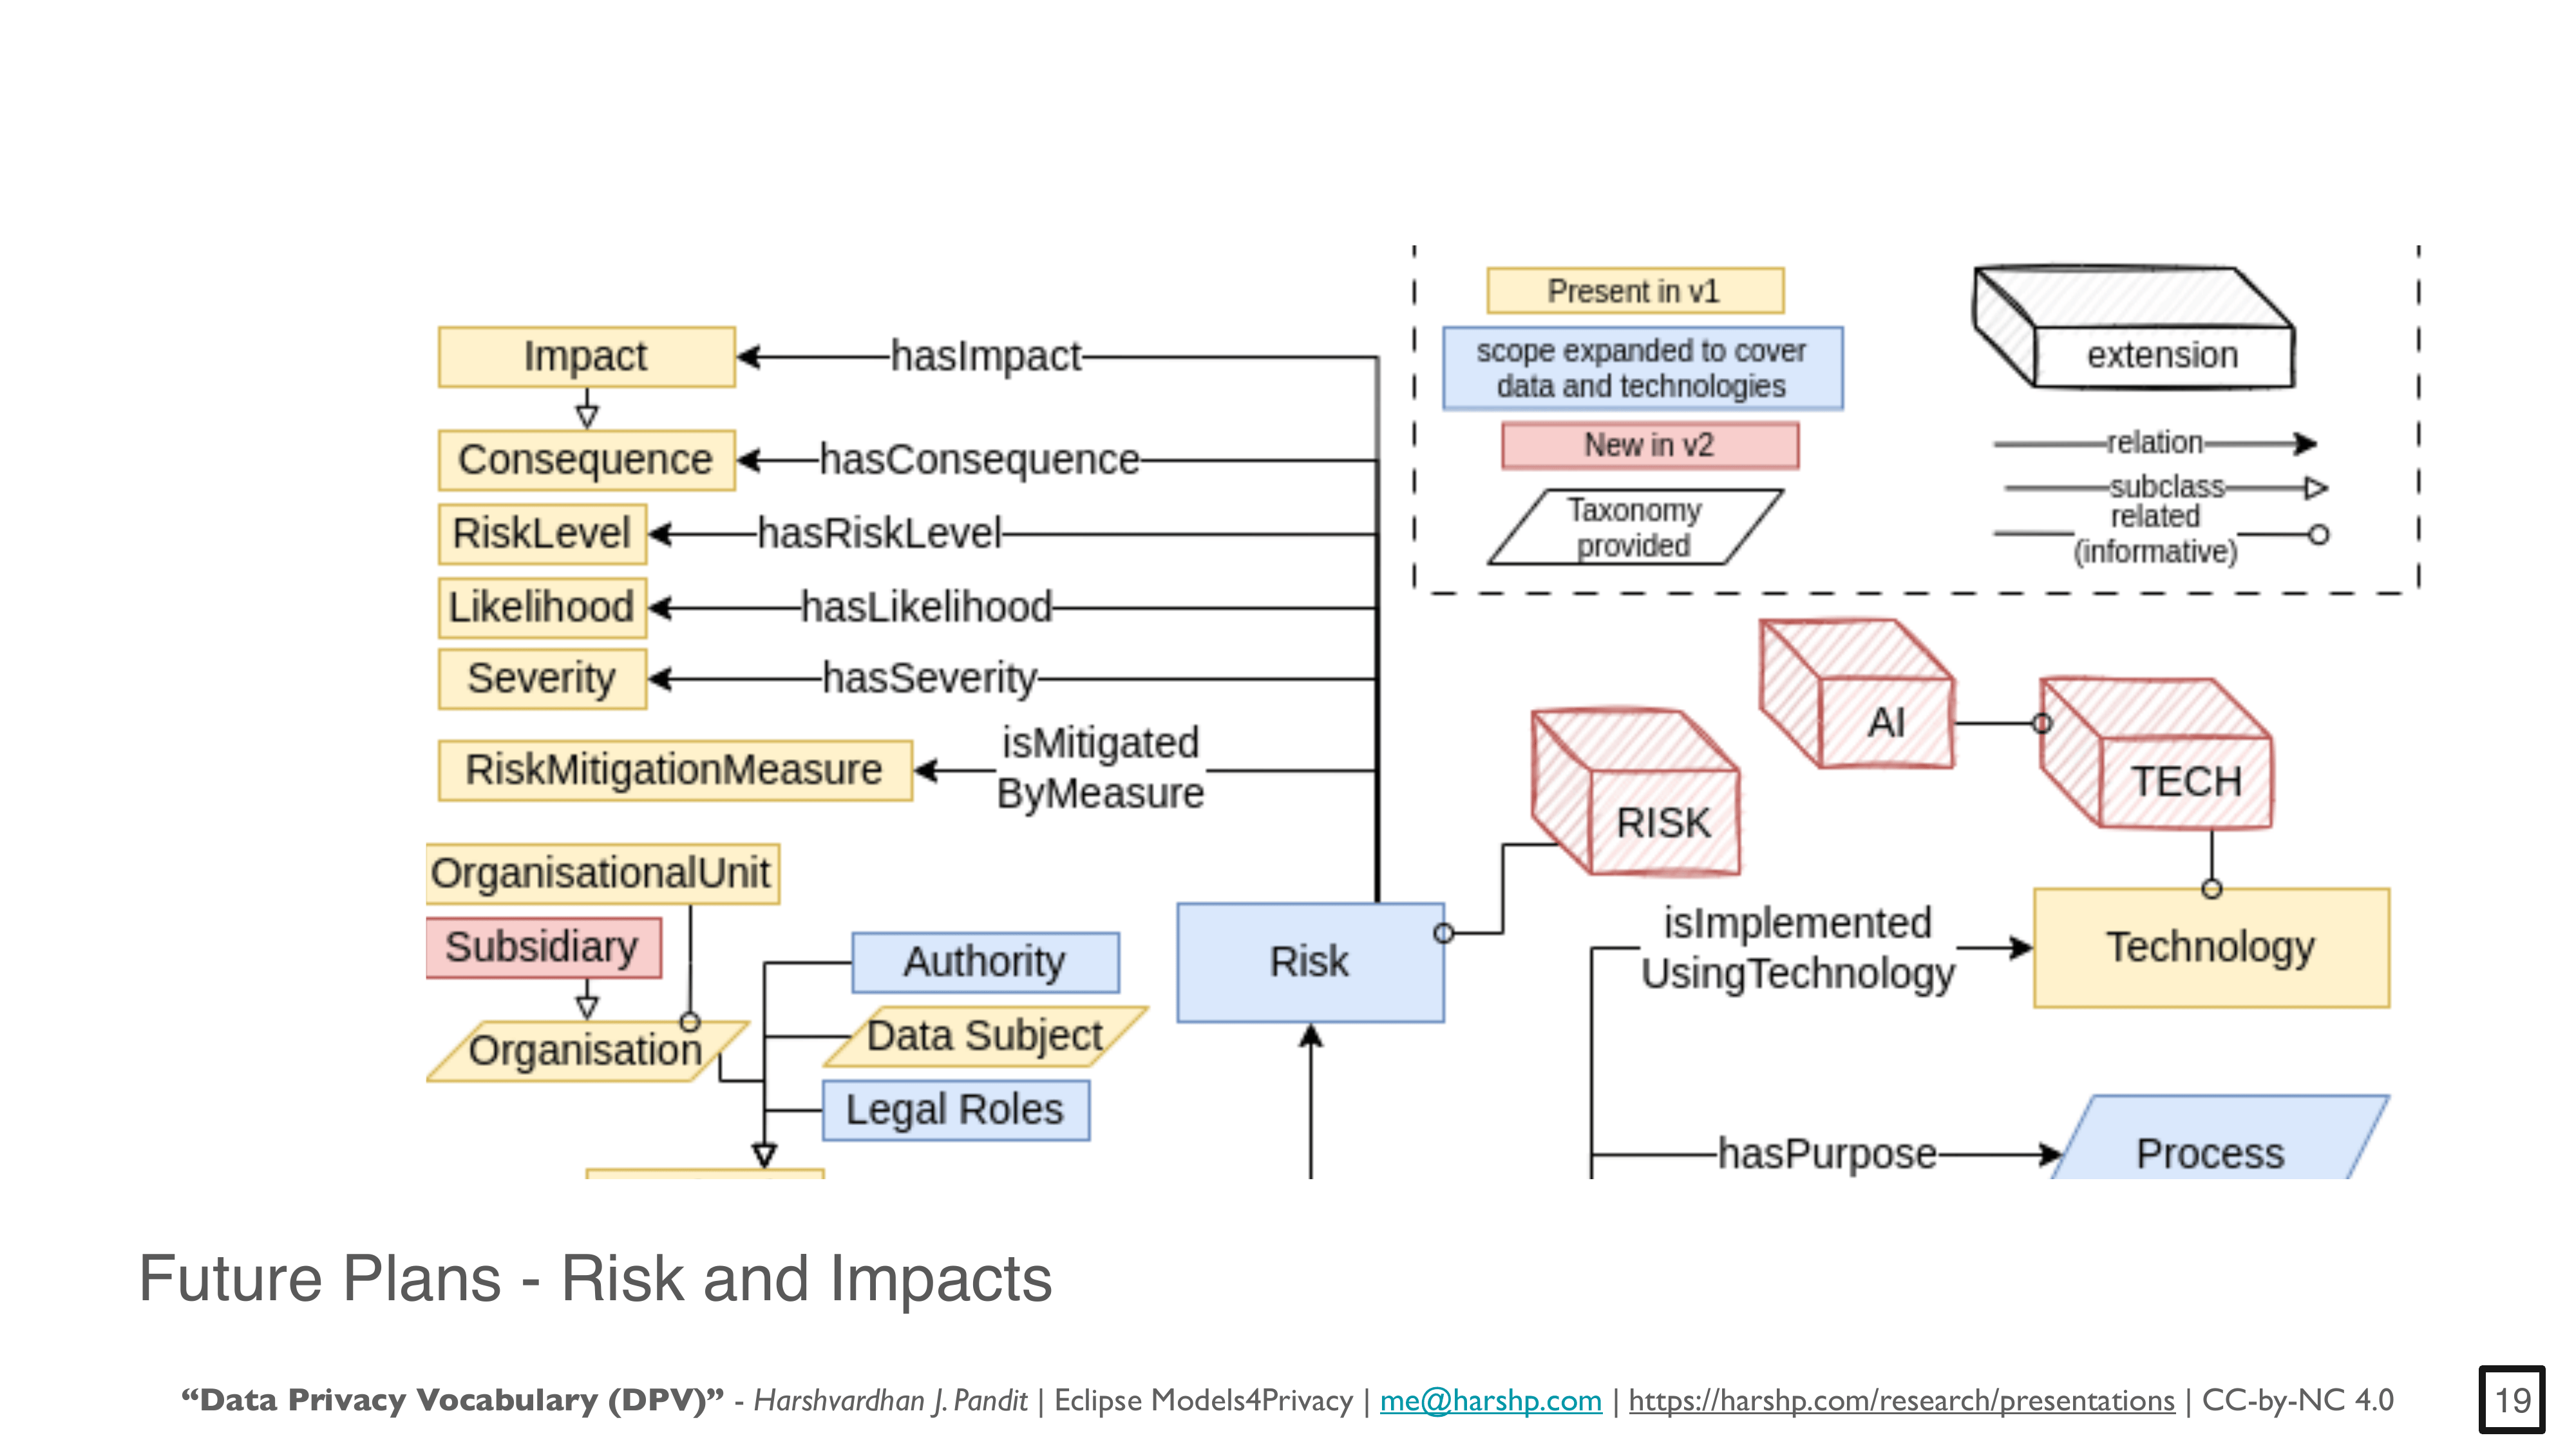 Impact
hasImpact
Consequence
hasConsequence
RiskLevel
hasRiskLevel
Likelihood
hasLikelihood
Severity
hasSeverity
RiskMitigationMeasure
isMitigated
ByMeasure
Present in v1
scope expanded to cover
data and technologies
New in v2
Taxonomy
provided
extension
relation
subclass
related
(informative)
AI
TECH
RISK
OrganisationalUnit
Subsidiary
Organisation
Authority
Data Subject
Legal Roles
Risk
isImplemented
UsingTechnology
Technology
hasPurpose
Process
Future Plans - Risk and Impacts
“Data Privacy Vocabulary (DPV)” - Harshvardhan J. Pandit | Eclipse Models4Privacy | me@harshp.com | https://harshp.com/research/presentations | CC-by-NC 4.0
19